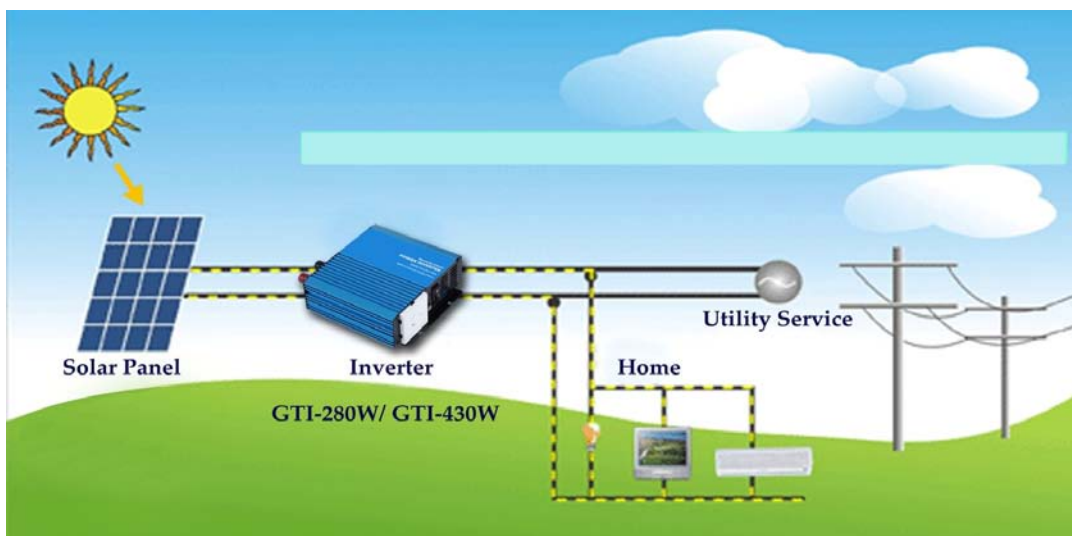 Utility Service
Solar Panel
Inverter
Home
GTI-280W/ GTI-430W